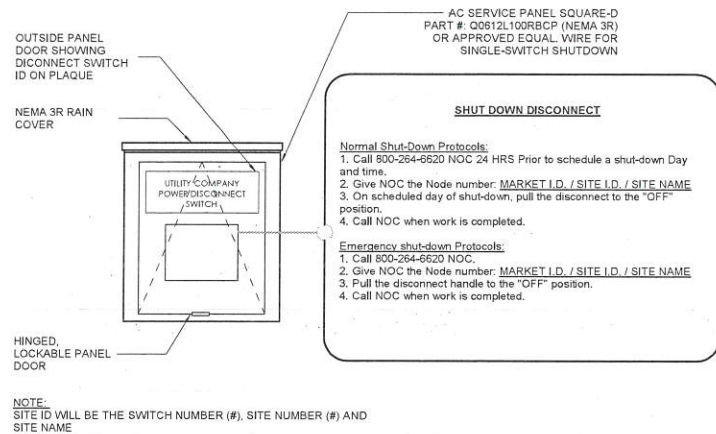 AC SERVICE PANEL SQUARE-D
PART #: Q0612L100RBCP (NEMA 3R)
OR APPROVED EQUAL. WIRE FOR
SINGLE-SWITCH SHUTDOWN
OUTSIDE PANEL
DOOR SHOWING
DICONNECT SWITCH
ID ON PLAQUE
NEMA 3R RAIN
COVER
UTILITY COMPANY
POWER/DISCONNECT
SWITCH
HINGED,
LOCKABLE PANEL
DOOR
SHUT DOWN DISCONNECT
Normal Shut-Down Protocols:
1. Call 800-264-6620 NOC 24 HRS Prior to schedule a shut-down Day
and time.
2. Give NOC the Node number: MARKET I.D. / SITE I.D. / SITE NAME
3. On scheduled day of shut-down, pull the disconnect to the "OFF"
position.
4. Call NOC when work is completed.
Emergency shut-down Protocols:
1. Call 800-264-6620 NOC.
2. Give NOC the Node number: MARKET I.D. / SITE I.D. / SITE NAME
3. Pull the disconnect handle to the "OFF" position.
4. Call NOC when work is completed.
NOTE:
SITE ID WILL BE THE SWITCH NUMBER (#), SITE NUMBER (#) AND
SITE NAME